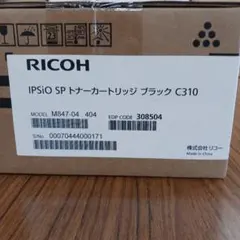 RICOH
IPSiO SP トナーカートリッジ ブラック C310
MODEL M847-04 , 404 EDP CODE 308504
S/No. 00070444000171
株式会社リコー
Made in China